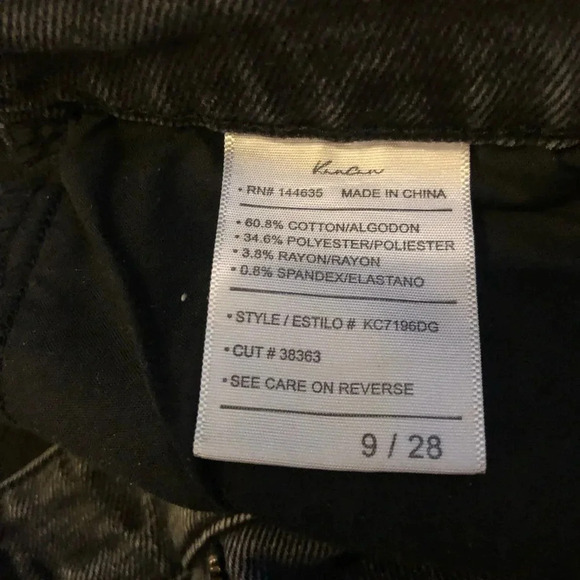 KanCan
• RN# 144635 MADE IN CHINA
• 60.8% COTTON/ALGODON
• 34.6% POLYESTER/POLIESTER
• 3.8% RAYON/RAYON
• 0.8% SPANDEX/ELASTANO
• STYLE / ESTILO # KC7196DG
• CUT # 38363
• SEE CARE ON REVERSE
9 / 28